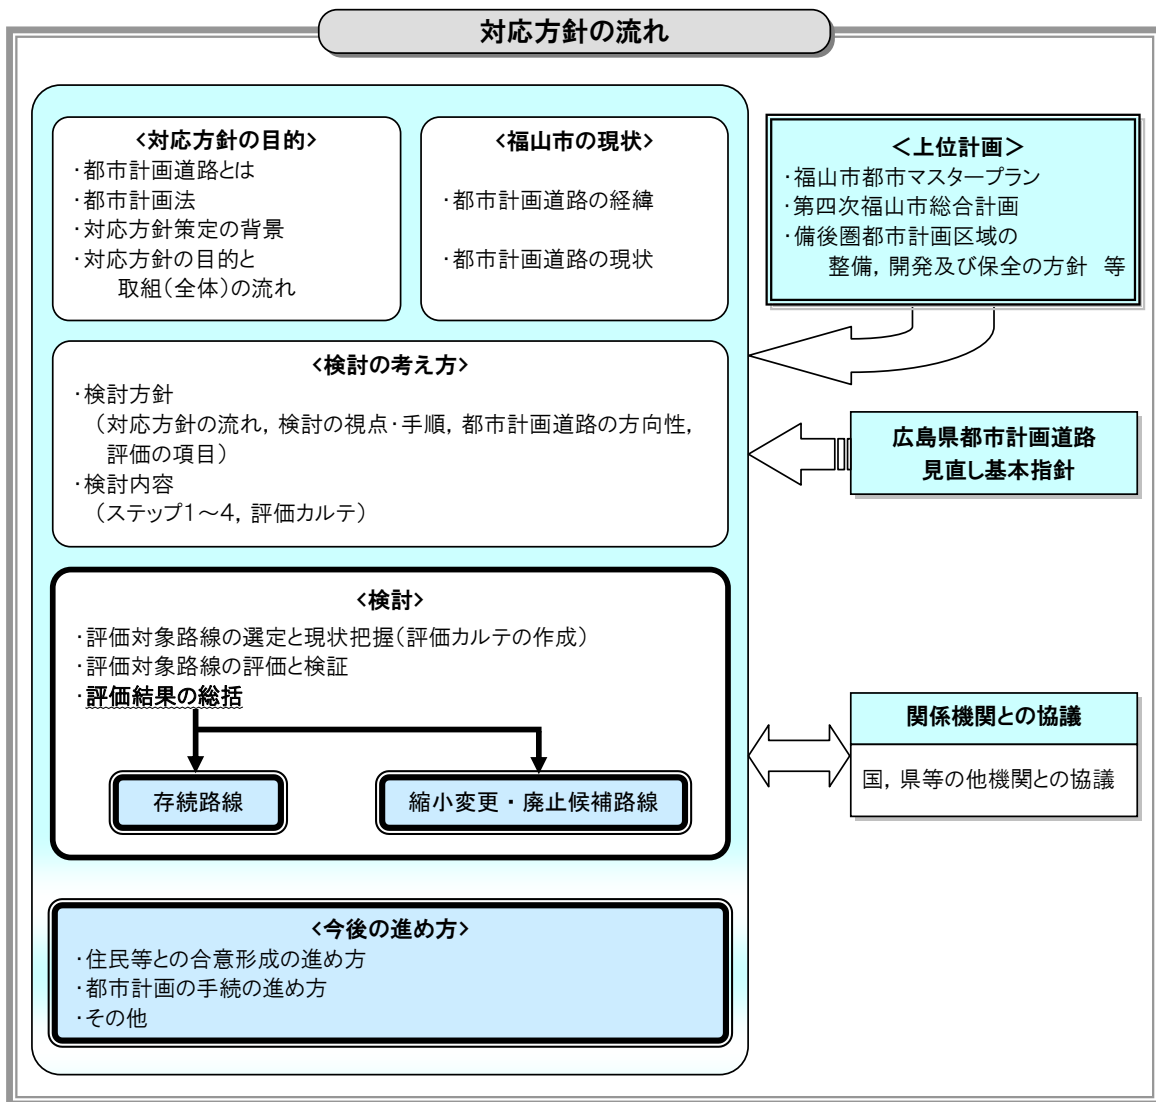 対応方針の流れ
<対応方針の目的>
・都市計画道路とは
・都市計画法
・対応方針策定の背景
・対応方針の目的と
取組（全体）の流れ
<福山市の現状>
・都市計画道路の経緯
・都市計画道路の現状
＜上位計画＞
・福山市都市マスタープラン
・第四次福山市総合計画
・備後圏都市計画区域の
整備，開発及び保全の方針　等
<検討の考え方>
・検討方針
（対応方針の流れ，検討の視点・手順，都市計画道路の方向性，
評価の項目）
・検討内容
（ステップ1～4，評価カルテ）
広島県都市計画道路
見直し基本指針
<検討>
・評価対象路線の選定と現状把握（評価カルテの作成）
・評価対象路線の評価と検証
・評価結果の総括
存続路線
縮小変更・廃止候補路線
関係機関との協議
国，県等の他機関との協議
<今後の進め方>
・住民等との合意形成の進め方
・都市計画の手続の進め方
・その他